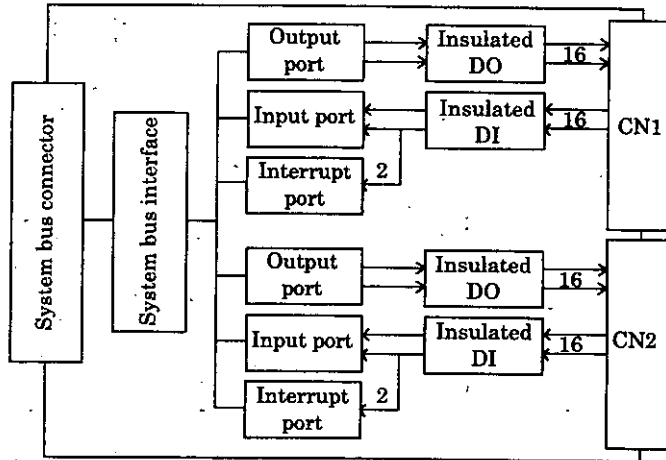 System bus connector
System bus interface
Output
port
Insulated
DO
16
Input port
Insulated
DI
16
CN1
Interrupt
port
2
Output
port
Insulated
DO
16
Input port
Insulated
DI
16
CN2
Interrupt
port
2